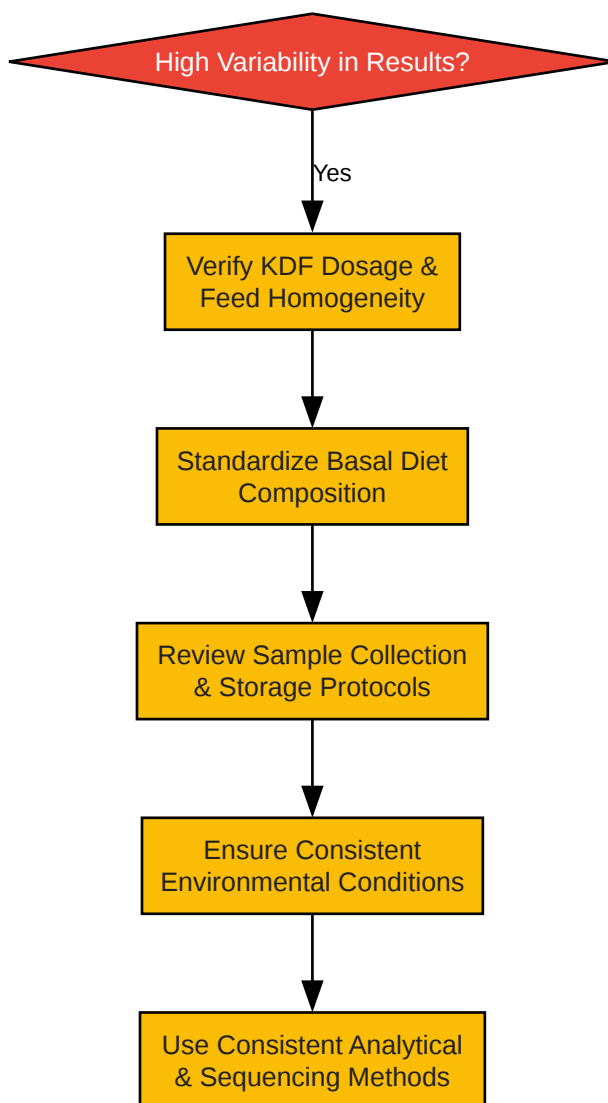 High Variability in Results?
Yes
Verify KDF Dosage &
Feed Homogeneity
Standardize Basal Diet
Composition
Review Sample Collection
& Storage Protocols
Ensure Consistent
Environmental Conditions
Use Consistent Analytical
& Sequencing Methods